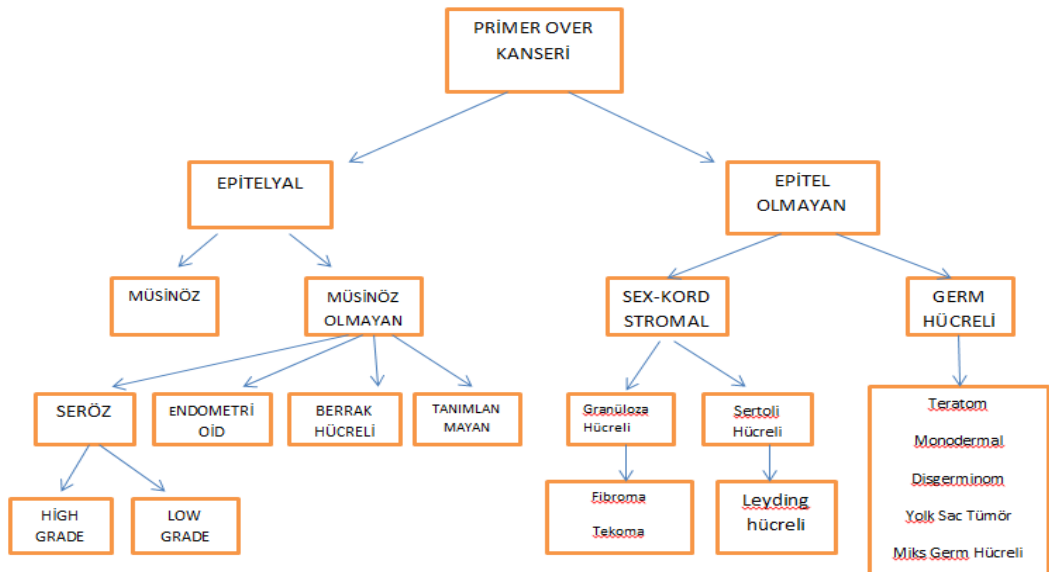 PRİMER OVER
KANSERİ
EPİTELYAL
EPİTEL
OLMAYAN
MÜSİNÖZ
MÜSİNÖZ
OLMAYAN
SEX-KORD
STROMAL
GERM
HÜCRELİ
SERÖZ
ENDOMETRİ
OİD
BERRAK
HÜCRELİ
TANIMLAN
MAYAN
Granüloza
Hücreli
Sertoli
Hücreli
Teratom
Monodermal
Disgerminom
Yolk Sac Tümör
Miks Germ Hücreli
HİGH
GRADE
LOW
GRADE
Fibroma
Tekoma
Leyding
hücreli